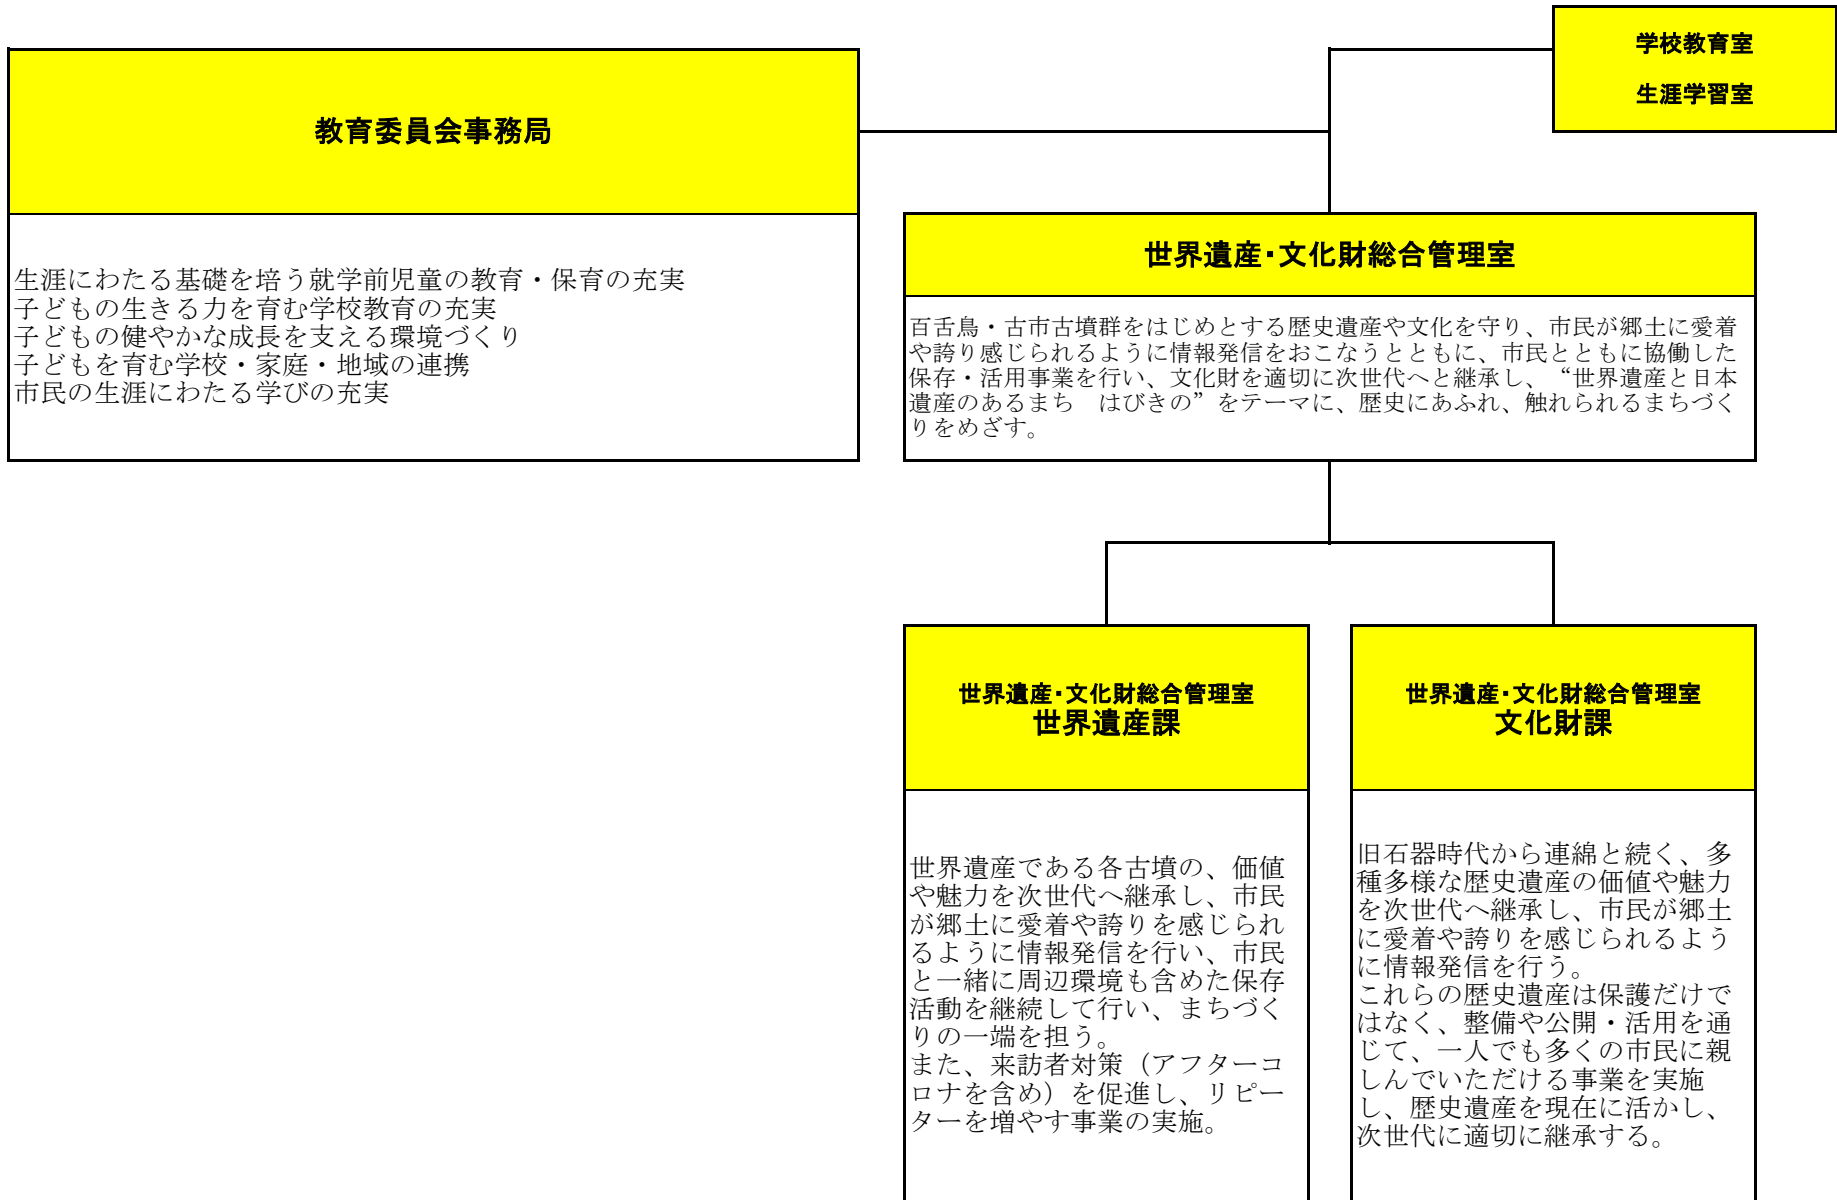 学校教育室
生涯学習室
教育委員会事務局
生涯にわたる基礎を培う就学前児童の教育・保育の充実
子どもの生きる力を育む学校教育の充実
子どもの健やかな成長を支える環境づくり
子どもを育む学校・家庭・地域の連携
市民の生涯にわたる学びの充実
世界遺産・文化財総合管理室
百舌鳥・古市古墳群をはじめとする歴史遺産や文化を守り、市民が郷土に愛着
や誇り感じられるように情報発信をおこなうとともに、市民とともに協働した
保存・活用事業を行い、文化財を適切に次世代へと継承し、“世界遺産と日本
遺産のあるまち　はびきの”をテーマに、歴史にあふれ、触れられるまちづく
りをめざす。
世界遺産・文化財総合管理室
世界遺産課
世界遺産である各古墳の、価値
や魅力を次世代へ継承し、市民
が郷土に愛着や誇りを感じられ
るように情報発信を行い、市民
と一緒に周辺環境も含めた保存
活動を継続して行い、まちづく
りの一端を担う。
また、来訪者対策（アフターコ
ロナを含め）を促進し、リピー
ターを増やす事業の実施。
世界遺産・文化財総合管理室
文化財課
旧石器時代から連綿と続く、多
種多様な歴史遺産の価値や魅力
を次世代へ継承し、市民が郷土
に愛着や誇りを感じられるよう
に情報発信を行う。
これらの歴史遺産は保護だけで
はなく、整備や公開・活用を通
じて、一人でも多くの市民に親
しんでいただける事業を実施
し、歴史遺産を現在に活かし、
次世代に適切に継承する。